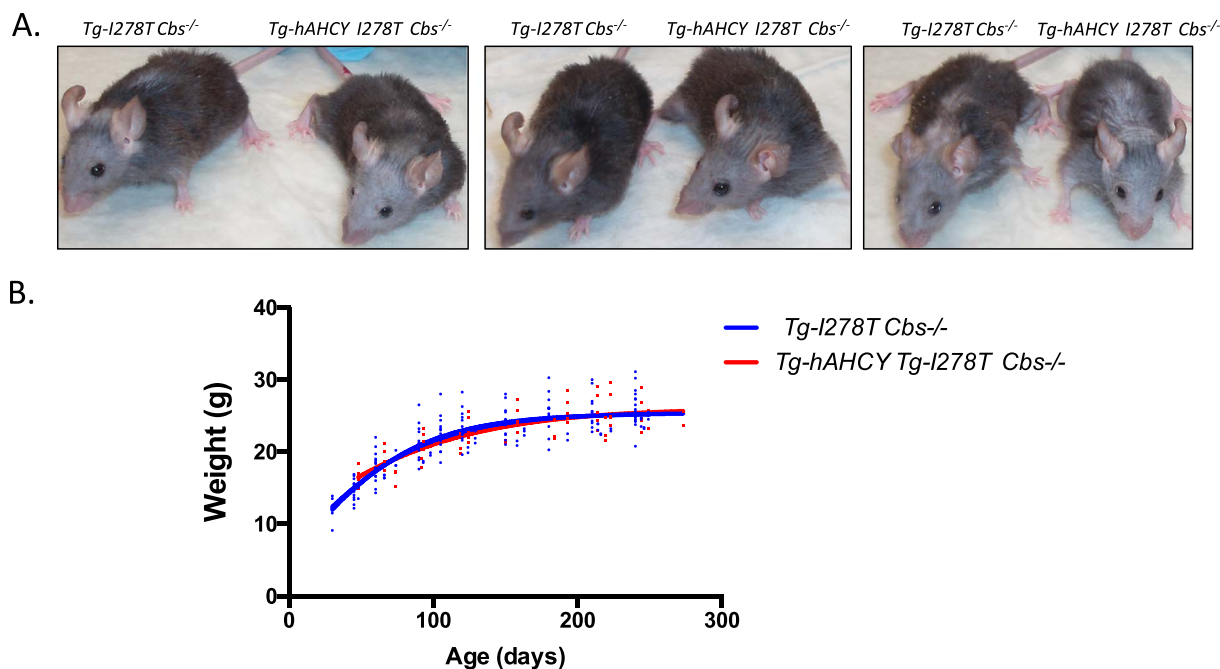 A.
Tg-I278T Cbs-/- Tg-hAHCY I278T Cbs-/- Tg-I278T Cbs-/- Tg-hAHCY I278T Cbs-/- Tg-I278T Cbs-/- Tg-hAHCY I278T Cbs-/-
B.
40
30
20
10
0
Weight (g)
0 100 200 300
Age (days)
Tg-I278T Cbs-/-
Tg-hAHCY Tg-I278T Cbs-/-